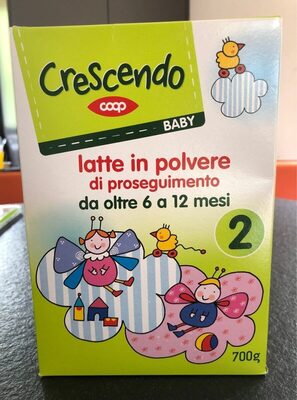 Crescendo
coop
BABY
latte in polvere
di proseguimento
da oltre 6 a 12 mesi
2
700g